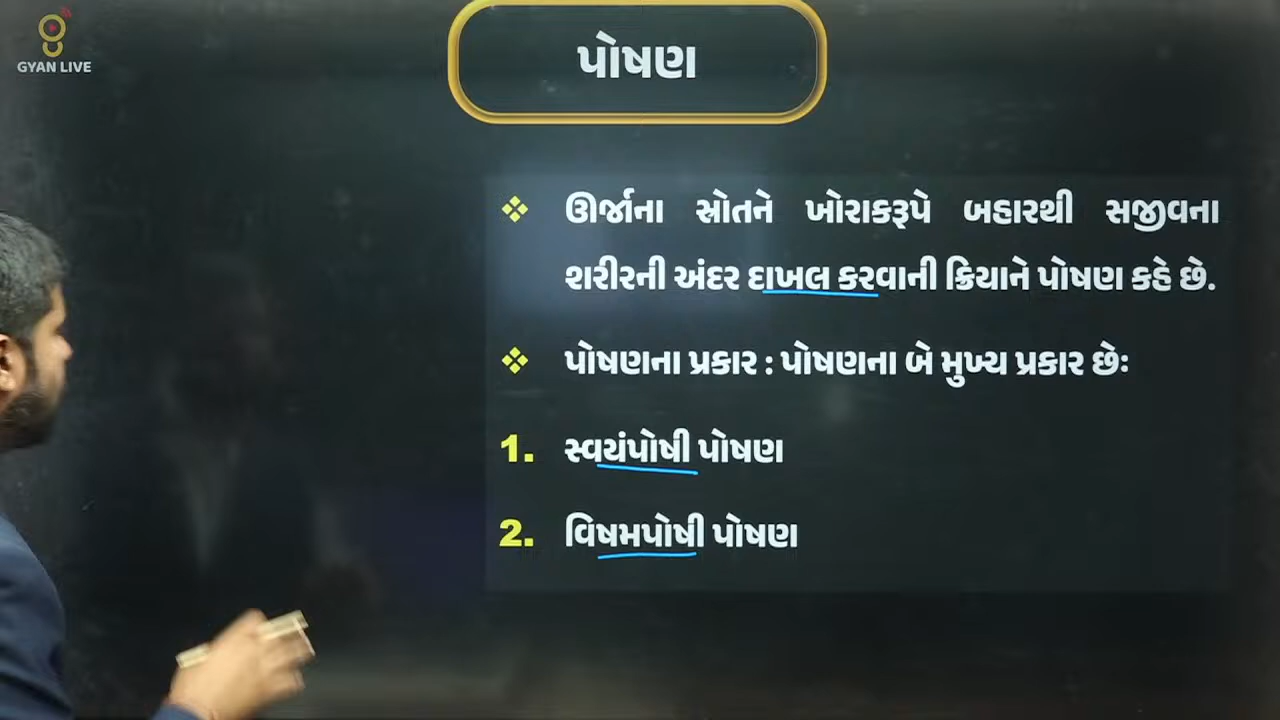 GYAN LIVE
પોષણ
❖ ઊર્જાના સ્રોતને ખોરાકરૂપે બહારથી સજીવના
શરીરની અંદર દાખલ કરવાની ક્રિયાને પોષણ કહે છે.
❖ પોષણના પ્રકાર : પોષણના બે મુખ્ય પ્રકાર છેઃ
1. સ્વયંપોષી પોષણ
2. વિષમપોષી પોષણ